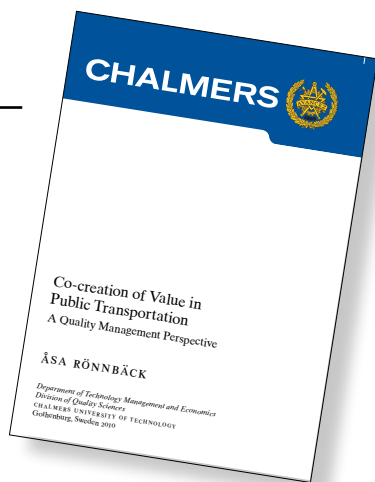 CHALMERS
AVANCEZ
Co-creation of Value in
Public Transportation
A Quality Management Perspective
ÅSA RÖNNBÄCK
Department of Technology Management and Economics
Division of Quality Sciences
CHALMERS UNIVERSITY OF TECHNOLOGY
Gothenburg, Sweden 2010